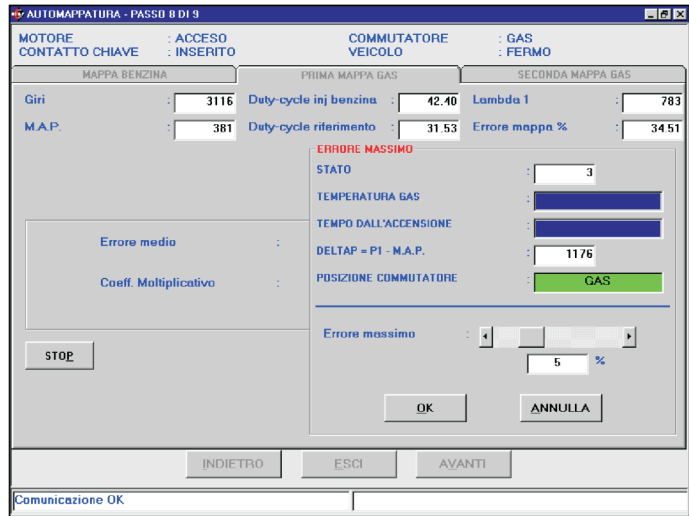 AUTOMAPPATURA - PASSO 8 DI 9
MOTORE : ACCESO COMMUTATORE : GAS
CONTATTO CHIAVE : INSERITO VEICOLO : FERMO
MAPPA BENZINA PRIMA MAPPA GAS SECONDA MAPPA GAS
Giri : 3116 Duty-cycle inj benzina : 42.40 Lambda 1 783
M.A.P. : 381 Duty-cycle riferimento : 31.53 Errore mappa % : 34.51
ERRORE MASSIMO
STATO : 3
TEMPERATURA GAS :
TEMPO DALL'ACCENSIONE :
Errore medio :
DELTAP = P1 - M.A.P. : 1176
Coeff. Moltiplicativo :
POSIZIONE COMMUTATORE : GAS
Errore massimo :
STOP
5 %
OK ANNULLA
INDIETRO ESCI AVANTI
Comunicazione OK